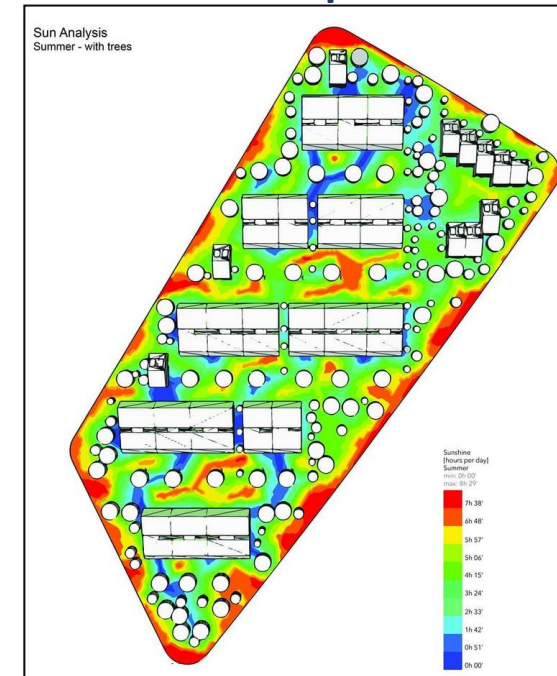 Sun Analysis
Summer - with trees
Sunshine
[hours per day]
Summer
min: 0h 00'
max: 8h 29'
7h 38'
6h 48'
5h 57'
5h 06'
4h 15'
3h 24'
2h 33'
1h 42'
0h 51'
0h 00'